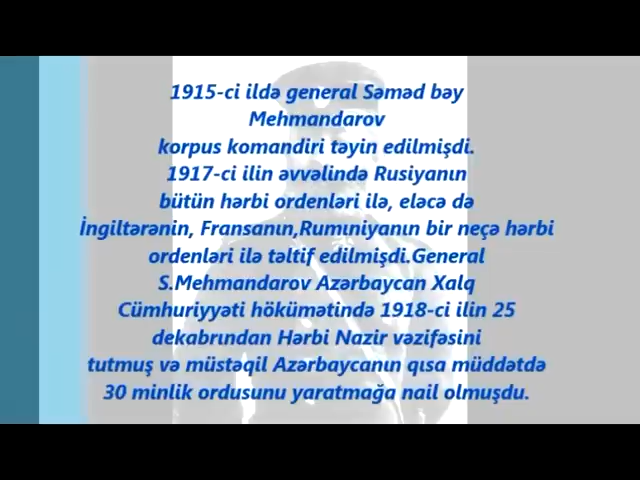 1915-ci ildə general Səməd bəy
Mehmandarov
korpus komandiri təyin edilmişdi.
1917-ci ilin əvvəlində Rusiyanın
bütün hərbi ordenləri ilə, eləcə də
İngiltərənin, Fransanın,Rumıniyanın bir neçə hərbi
ordenləri ilə təltif edilmişdi.General
S.Mehmandarov Azərbaycan Xalq
Cümhuriyyəti hökümətində 1918-ci ilin 25
dekabrından Hərbi Nazir vəzifəsini
tutmuş və müstəqil Azərbaycanın qısa müddətdə
30 minlik ordusunu yaratmağa nail olmuşdu.